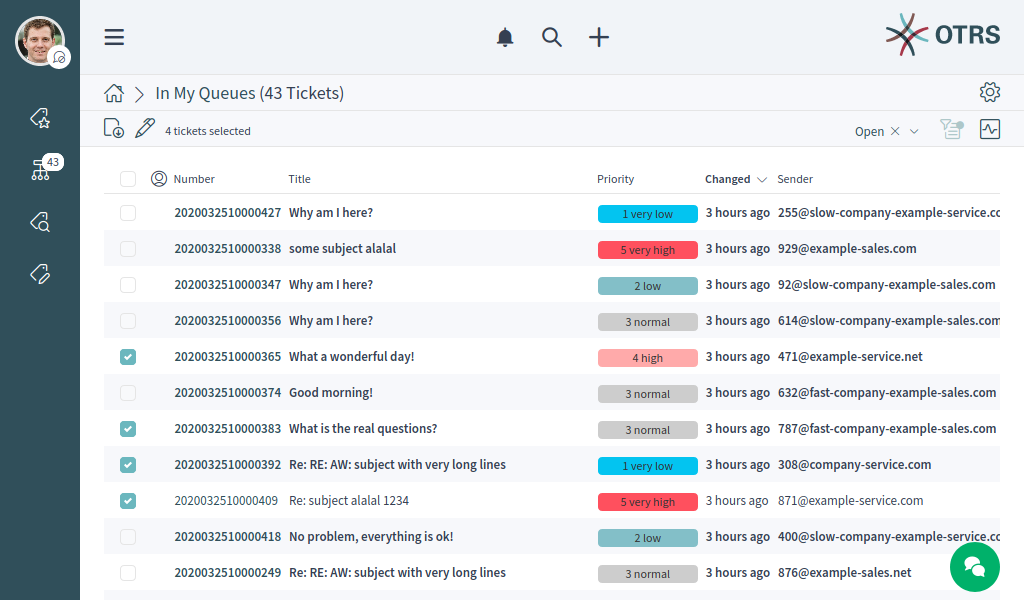 OTRS
In My Queues (43 Tickets)
4 tickets selected
Open
43
Number Title Priority Changed Sender
2020032510000427 Why am I here? 1 very low 3 hours ago 255@slow-company-example-service.co
2020032510000338 some subject alalal 5 very high 3 hours ago 929@example-sales.com
2020032510000347 Why am I here? 2 low 3 hours ago 92@slow-company-example-sales.com
2020032510000356 Why am I here? 3 normal 3 hours ago 614@slow-company-example-sales.com
2020032510000365 What a wonderful day! 4 high 3 hours ago 471@example-service.net
2020032510000374 Good morning! 3 normal 3 hours ago 632@fast-company-example-sales.com
2020032510000383 What is the real questions? 3 normal 3 hours ago 787@fast-company-example-sales.com
2020032510000392 Re: RE: AW: subject with very long lines 1 very low 3 hours ago 308@company-service.com
2020032510000409 Re: subject alalal 1234 5 very high 3 hours ago 871@example-service.com
2020032510000418 No problem, everything is ok! 2 low 3 hours ago 400@slow-company-example-service.co
2020032510000249 Re: RE: AW: subject with very long lines 3 normal 3 hours ago 876@example-sales.net